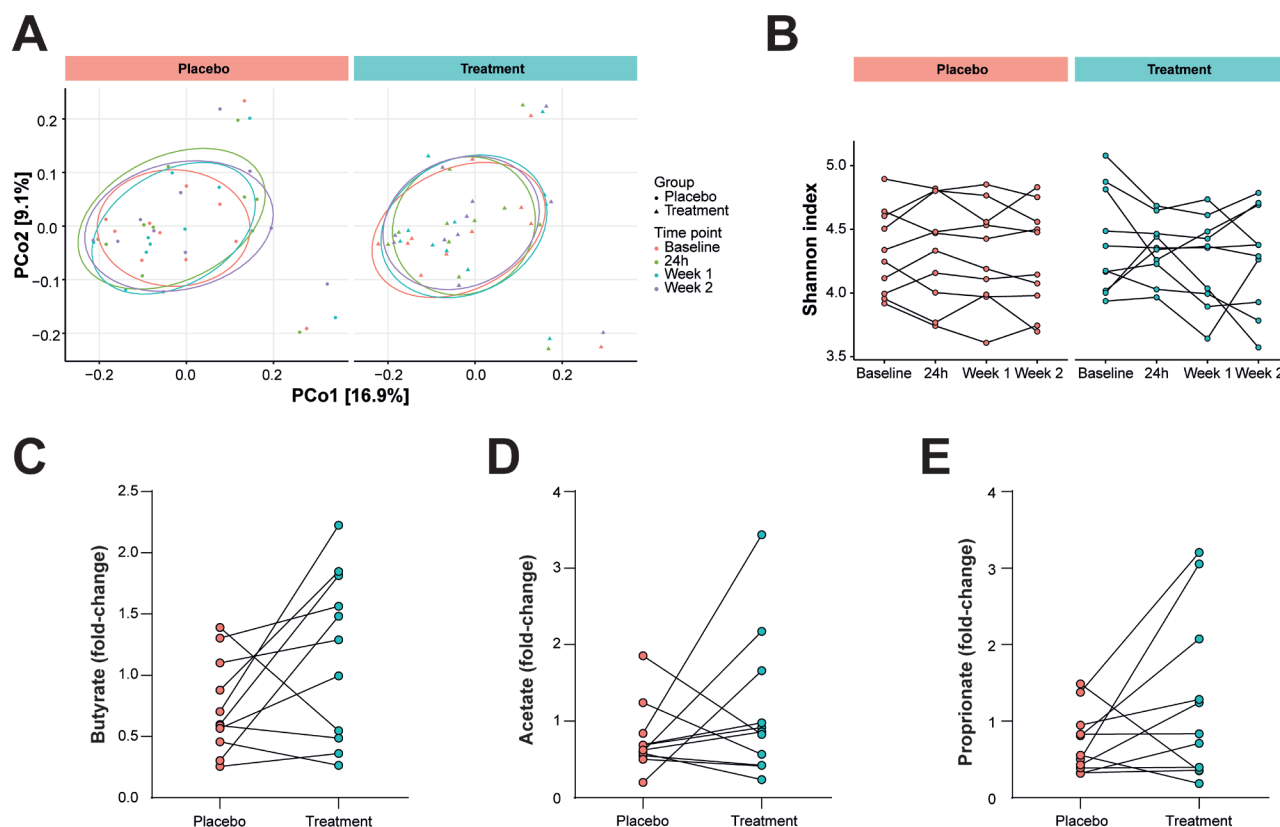 A
Placebo
Treatment
PCo2 [9.1%]
0.2
0.1
0.0
−0.1
−0.2
−0.2
0.0
0.2
−0.2
0.0
0.2
PCo1 [16.9%]
Group
Placebo
Treatment
Time point
Baseline
24h
Week 1
Week 2
B
Placebo
Treatment
Shannon index
5.0
4.5
4.0
3.5
Baseline 24h Week 1 Week 2
Baseline 24h Week 1 Week 2
C
Butyrate (fold-change)
2.5
2.0
1.5
1.0
0.5
0.0
Placebo Treatment
D
Acetate (fold-change)
4
3
2
1
0
Placebo Treatment
E
Proprionate (fold-change)
4
3
2
1
0
Placebo Treatment